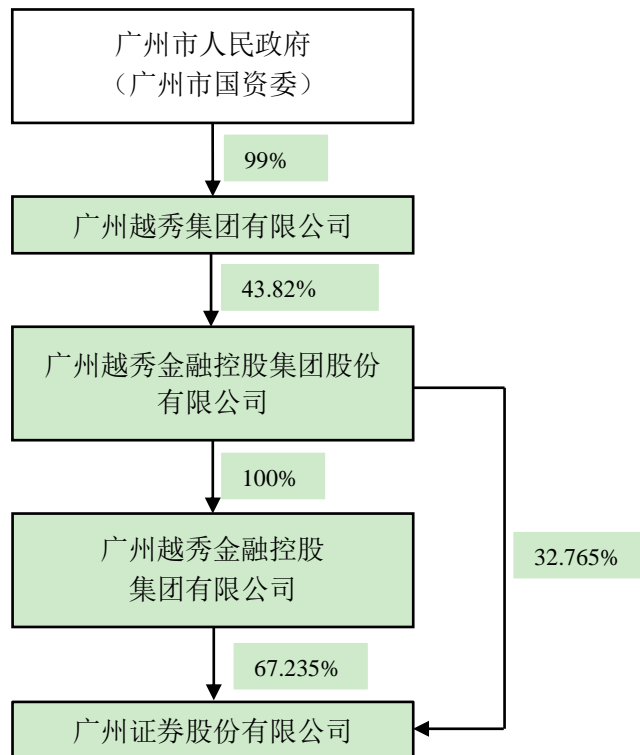 广州市人民政府
（广州市国资委）
99%
广州越秀集团有限公司
43.82%
广州越秀金融控股集团股份
有限公司
100%
广州越秀金融控股
集团有限公司
32.765%
67.235%
广州证券股份有限公司